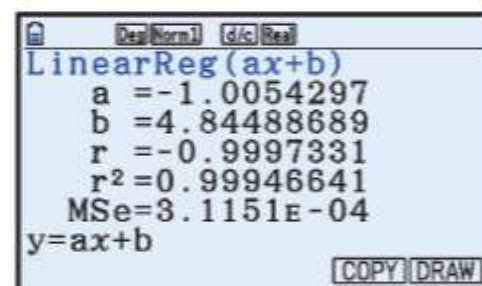 Deg Norm1 d/c Real
LinearReg(ax+b)
a =-1.0054297
b =4.84488689
r =-0.9997331
r²=0.99946641
MSe=3.1151ᴇ-04
y=ax+b
COPY DRAW